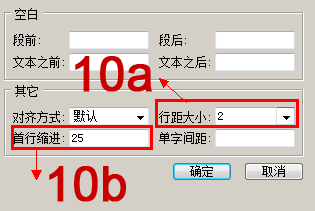 空白
段前: 段后:
文本之前: 文本之后:
10a
其它
对齐方式: 默认 行距大小: 2
首行缩进: 25 单字间距:
10b
确定 取消